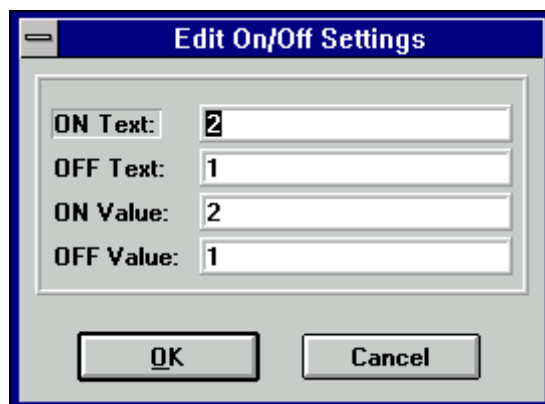 Edit On/Off Settings
ON Text: 2
OFF Text: 1
ON Value: 2
OFF Value: 1
OK Cancel